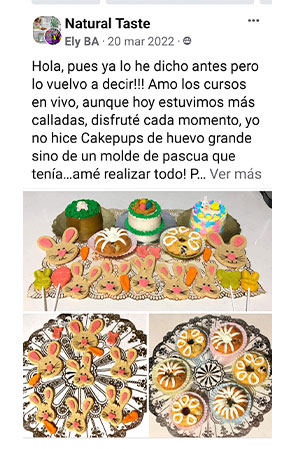 Natural Taste
Ely BA · 20 mar 2022 ·
Hola, pues ya lo he dicho antes pero
lo vuelvo a decir!!! Amo los cursos
en vivo, aunque hoy estuvimos más
calladas, disfruté cada momento, yo
no hice Cakepups de huevo grande
sino de un molde de pascua que
tenía...amé realizar todo! P... Ver más